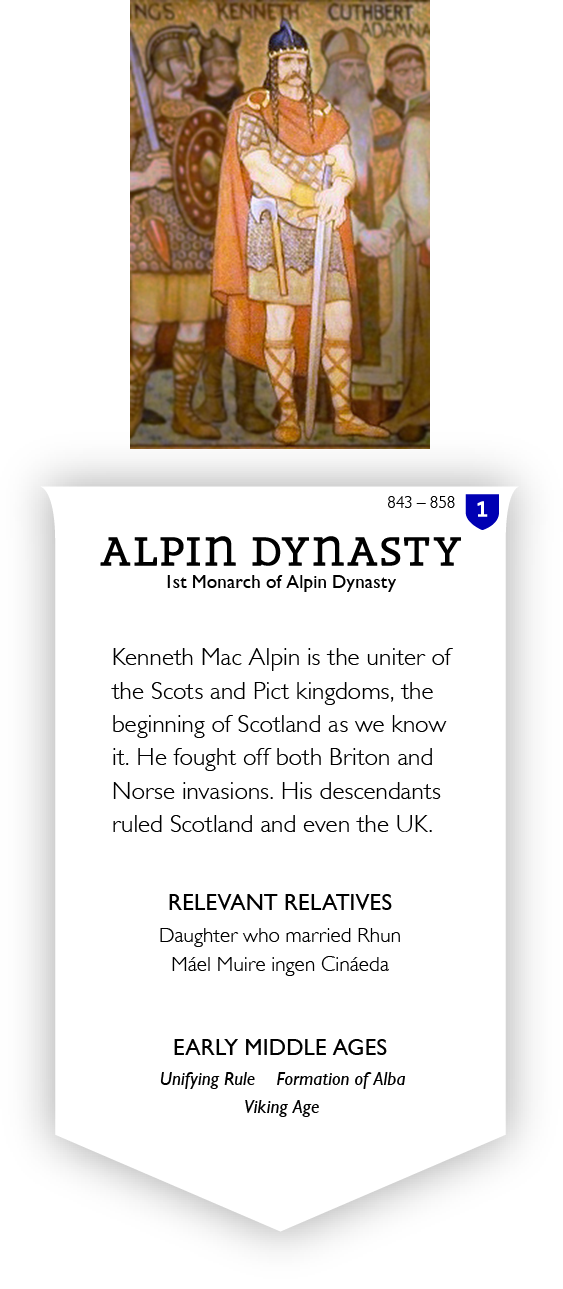 NGS KENNETH CUTHBERT
ADAMNA
843 – 858
1
ALPIN DYNASTY
1st Monarch of Alpin Dynasty
Kenneth Mac Alpin is the uniter of
the Scots and Pict kingdoms, the
beginning of Scotland as we know
it. He fought off both Briton and
Norse invasions. His descendants
ruled Scotland and even the UK.
RELEVANT RELATIVES
Daughter who married Rhun
Máel Muire ingen Cináeda
EARLY MIDDLE AGES
Unifying Rule Formation of Alba
Viking Age